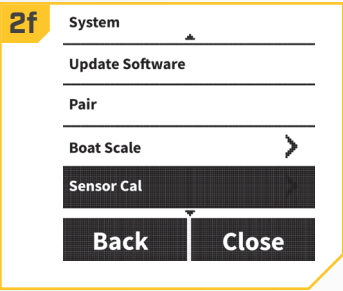 2f
System
Update Software
Pair
Boat Scale
Sensor Cal
Back Close